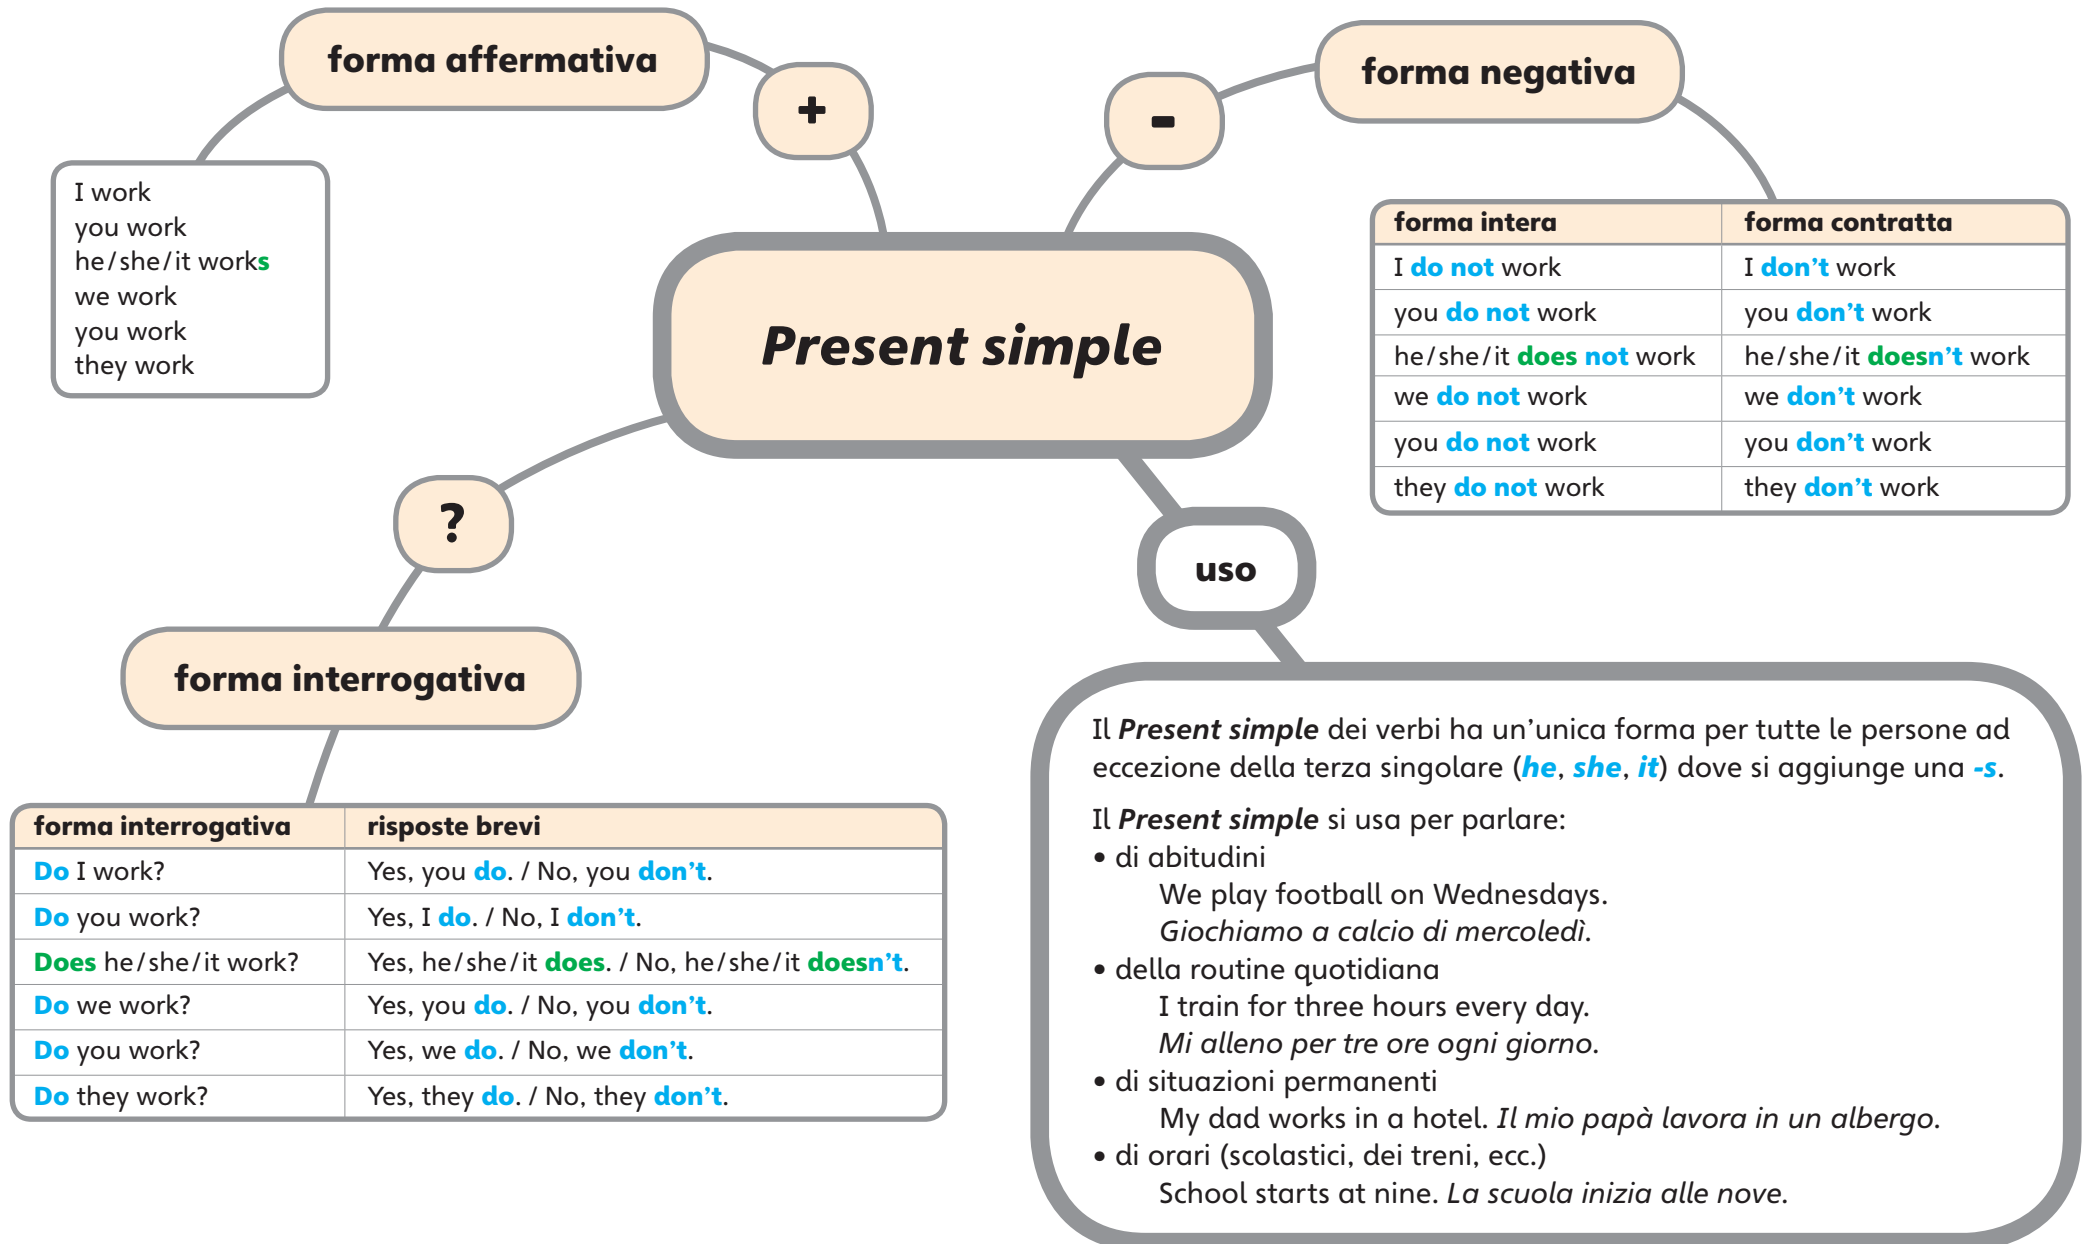 forma affermativa
+
I work
you work
he/she/it works
we work
you work
they work
-
forma negativa
forma intera forma contratta
I do not work I don't work
you do not work you don't work
he/she/it does not work he/she/it doesn't work
we do not work we don't work
you do not work you don't work
they do not work they don't work
Present simple
?
forma interrogativa
forma interrogativa risposte brevi
Do I work? Yes, you do. / No, you don't.
Do you work? Yes, I do. / No, I don't.
Does he/she/it work? Yes, he/she/it does. / No, he/she/it doesn't.
Do we work? Yes, you do. / No, you don't.
Do you work? Yes, we do. / No, we don't.
Do they work? Yes, they do. / No, they don't.
uso
Il Present simple dei verbi ha un'unica forma per tutte le persone ad
eccezione della terza singolare (he, she, it) dove si aggiunge una -s.
Il Present simple si usa per parlare:
• di abitudini
We play football on Wednesdays.
Giochiamo a calcio di mercoledì.
• della routine quotidiana
I train for three hours every day.
Mi alleno per tre ore ogni giorno.
• di situazioni permanenti
My dad works in a hotel. Il mio papà lavora in un albergo.
• di orari (scolastici, dei treni, ecc.)
School starts at nine. La scuola inizia alle nove.